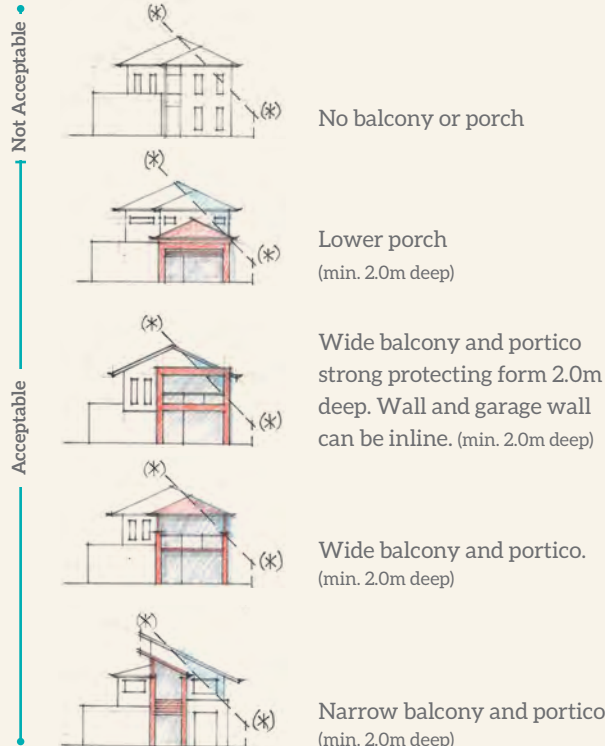 Not Acceptable
(*)
(*)
No balcony or porch
(*)
(*)
Lower porch
(min. 2.0m deep)
Acceptable
(*)
(*)
Wide balcony and portico
strong protecting form 2.0m
deep. Wall and garage wall
can be inline. (min. 2.0m deep)
(*)
(*)
Wide balcony and portico.
(min. 2.0m deep)
(*)
(*)
Narrow balcony and portico
(min. 2.0m deep)